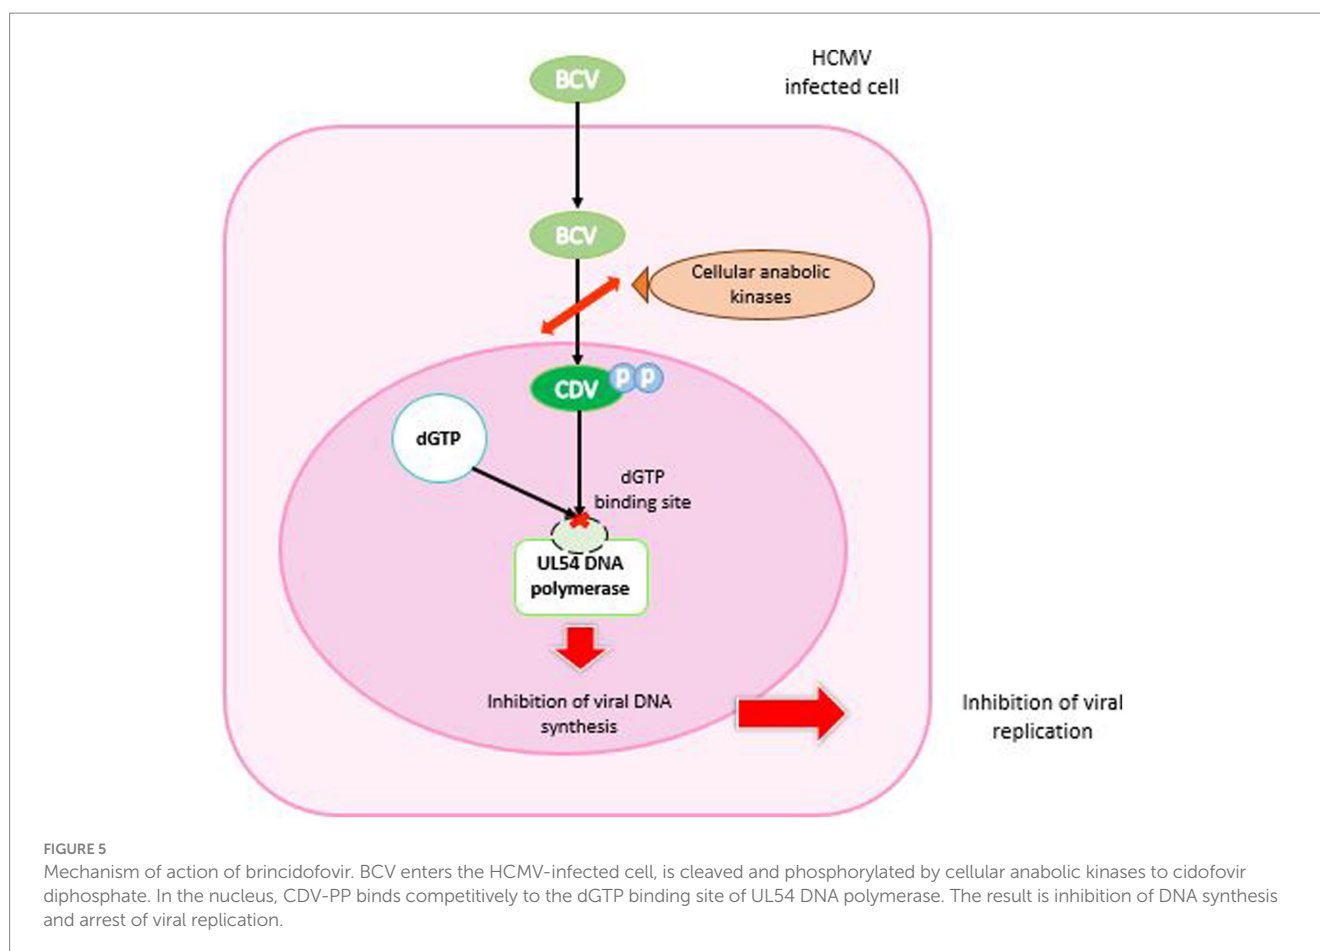 BCV
HCMV
infected cell
BCV
Cellular anabolic
kinases
CDV
P P
dGTP
dGTP
binding site
UL54 DNA
polymerase
Inhibition of viral DNA
synthesis
Inhibition of viral
replication
FIGURE 5
Mechanism of action of brincidofovir. BCV enters the HCMV-infected cell, is cleaved and phosphorylated by cellular anabolic kinases to cidofovir
diphosphate. In the nucleus, CDV-PP binds competitively to the dGTP binding site of UL54 DNA polymerase. The result is inhibition of DNA synthesis
and arrest of viral replication.